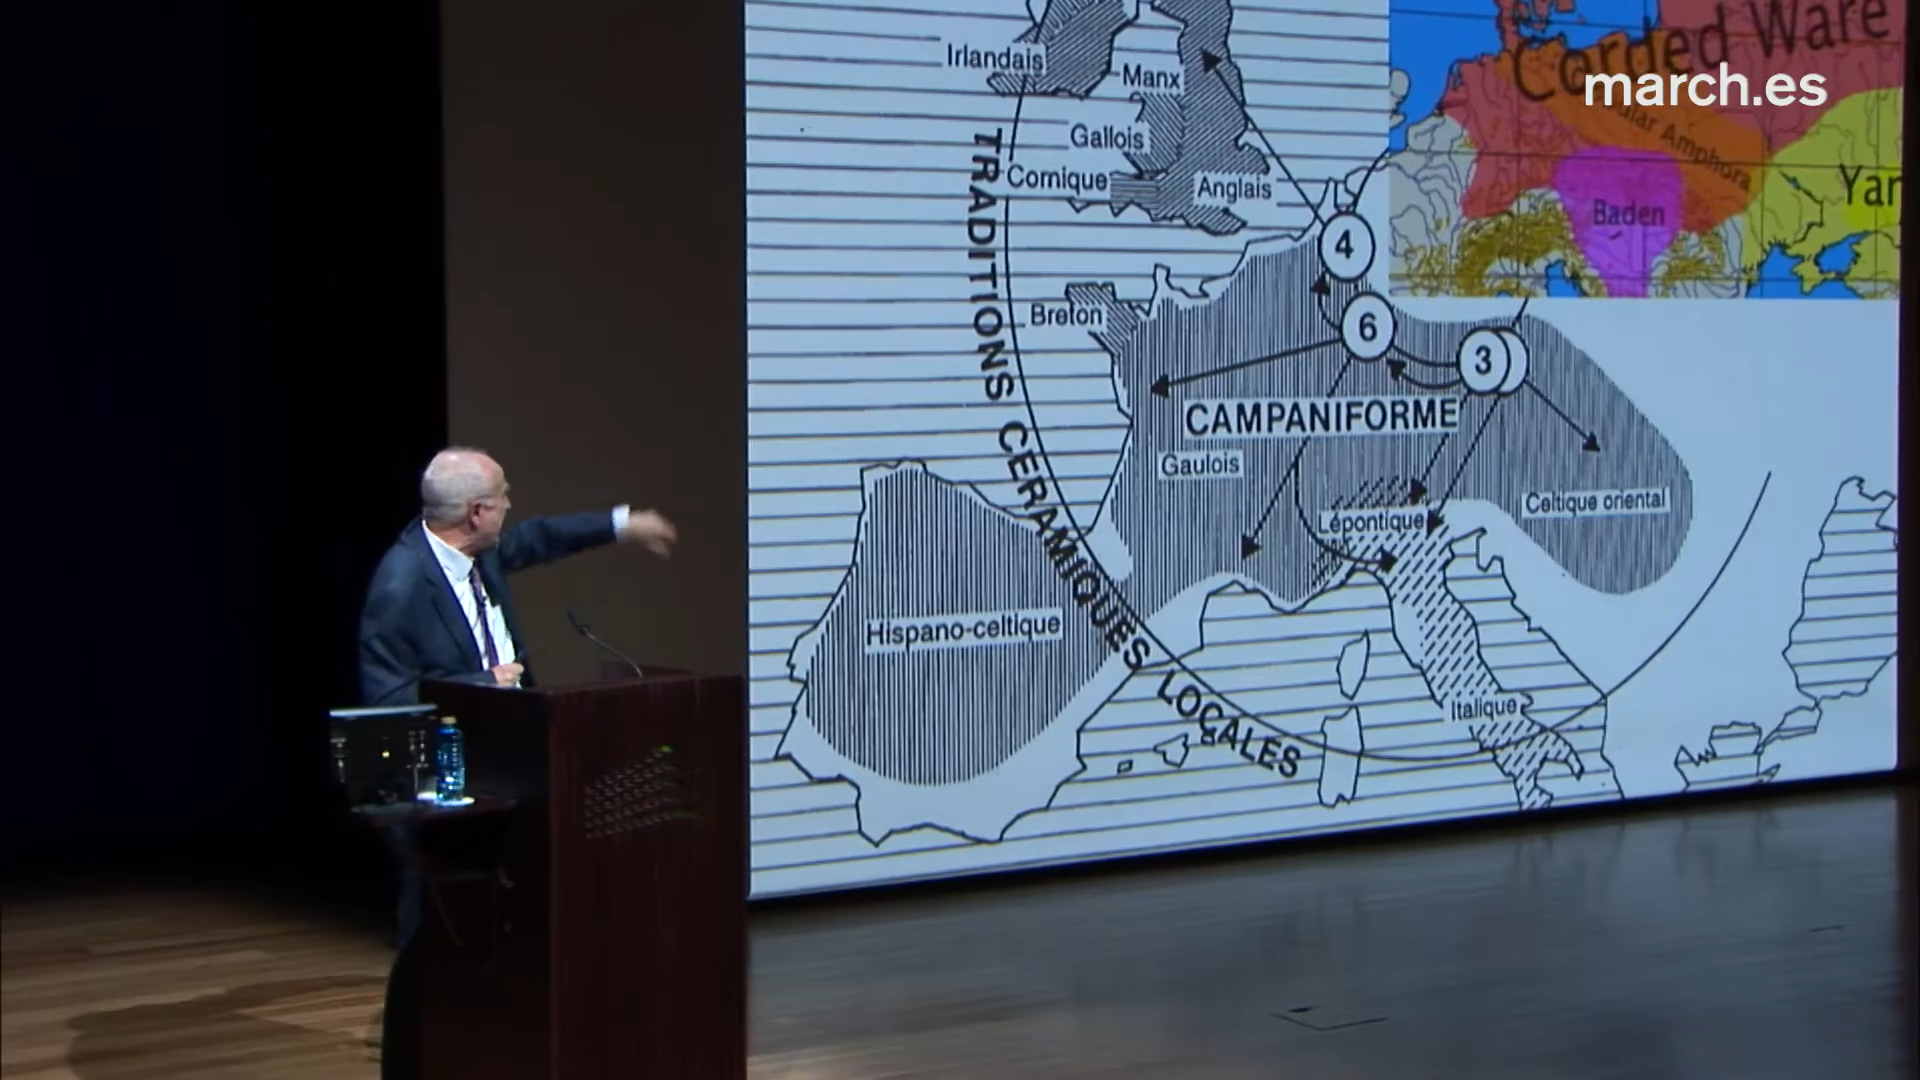 Irlandais
Manx
Gallois
Cornique
Anglais
Breton
TRADITIONS CERAMIQUES LOCALES
4
6
3
CAMPANIFORME
Gaulois
Lépontique
Celtique oriental
Hispano-celtique
Italique
Corded Ware
march.es
Amphora
Baden
Yam